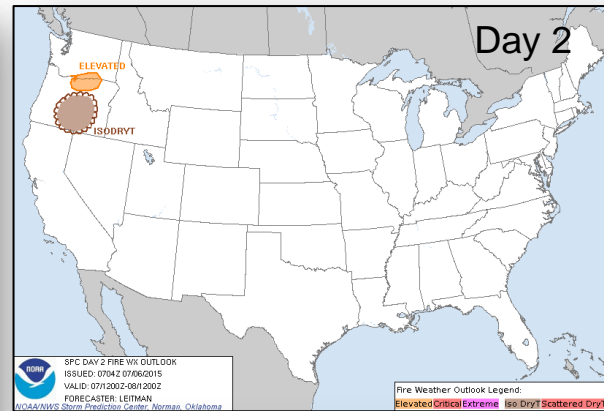 Day 2
ELEVATED
ISODRYT
NOAA
SPC DAY 2 FIRE WX OUTLOOK
ISSUED: 0704Z 07/06/2015
VALID: 07/1200Z-08/1200Z
FORECASTER: LEITMAN
NOAA/NWS Storm Prediction Center, Norman, Oklahoma
Fire Weather Outlook Legend:
Elevated Critical Extreme Iso DryT Scattered DryT